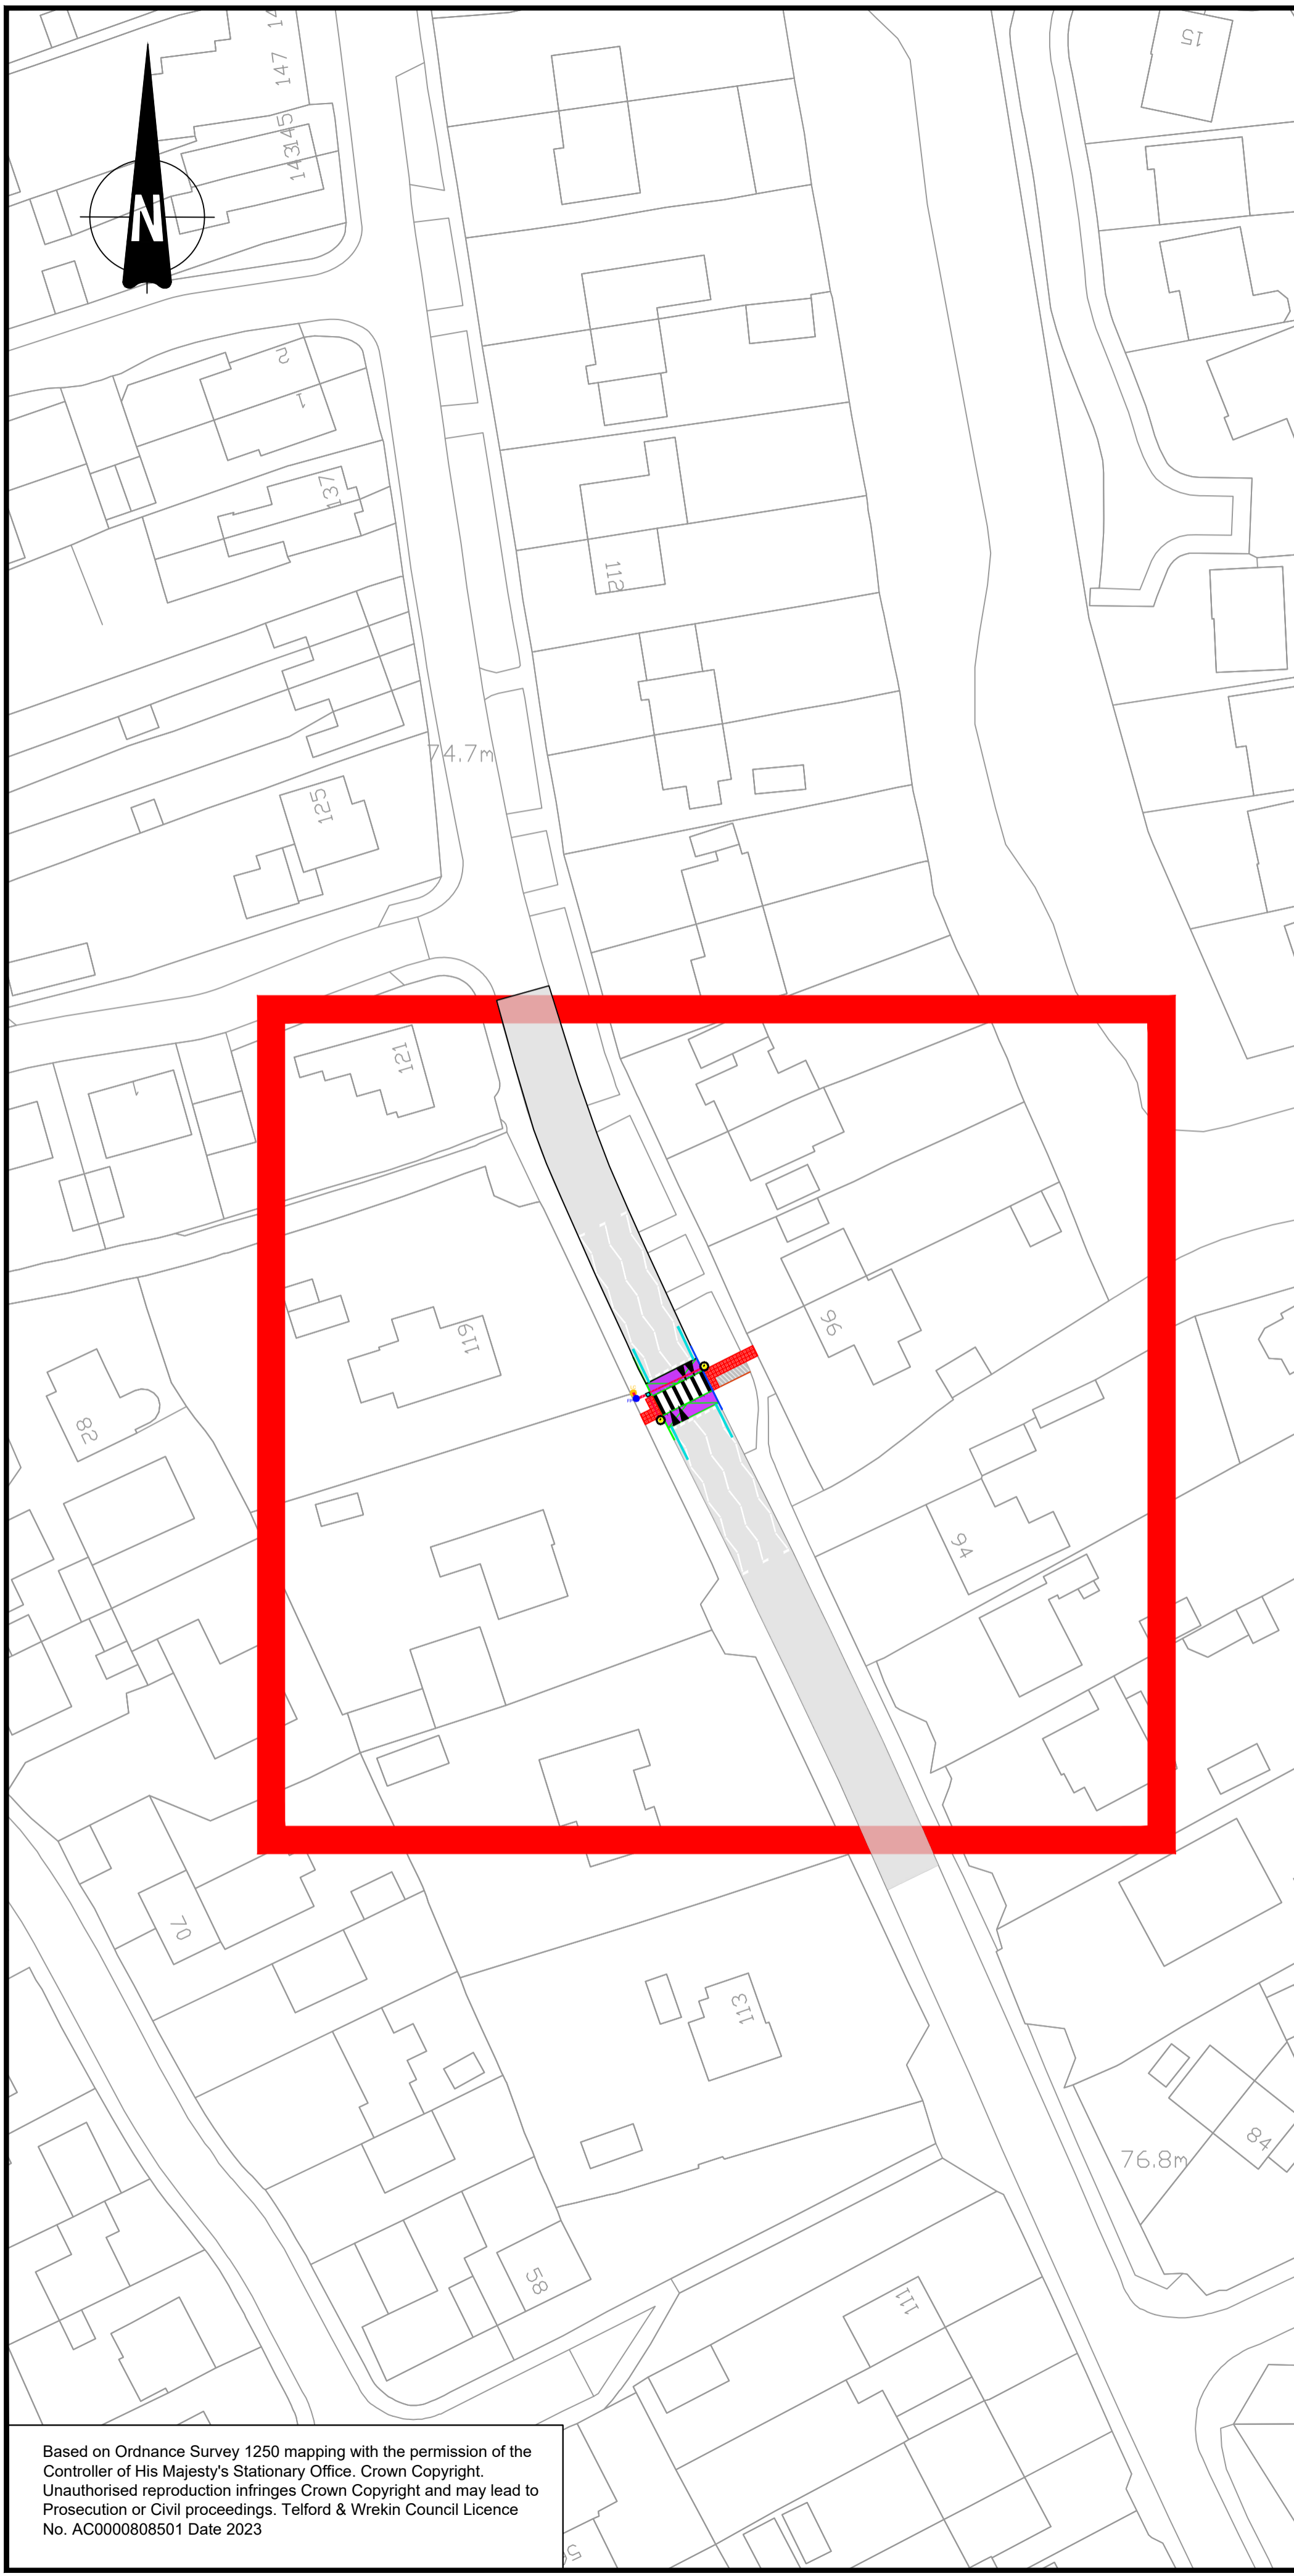 14
147
15
145
143
N
2
1
137
112
74.7m
125
121
1
119
96
28
94
70
113
84
76.8m
58
111
Based on Ordnance Survey 1250 mapping with the permission of the
Controller of His Majesty's Stationary Office. Crown Copyright.
Unauthorised reproduction infringes Crown Copyright and may lead to
Prosecution or Civil proceedings. Telford & Wrekin Council Licence
No. AC0000808501 Date 2023